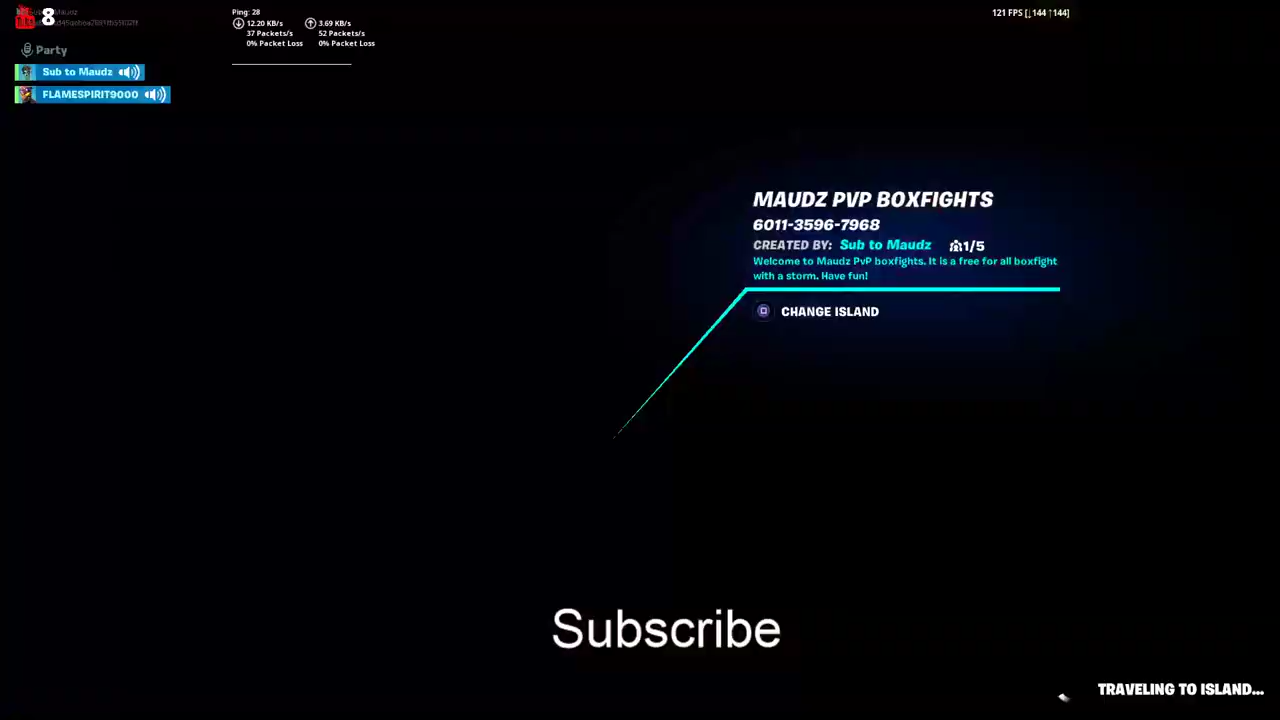 8
Party
Sub to Maudz
FLAMESPIRIT9000
Ping: 28
12.20 KB/s 3.69 KB/s
37 Packets/s 52 Packets/s
0% Packet Loss 0% Packet Loss
121 FPS [↓144 ↑144]
MAUDZ PVP BOXFIGHTS
6011-3596-7968
CREATED BY: Sub to Maudz 1/5
Welcome to Maudz PvP boxfights. It is a free for all boxfight
with a storm. Have fun!
CHANGE ISLAND
Subscribe
TRAVELING TO ISLAND...